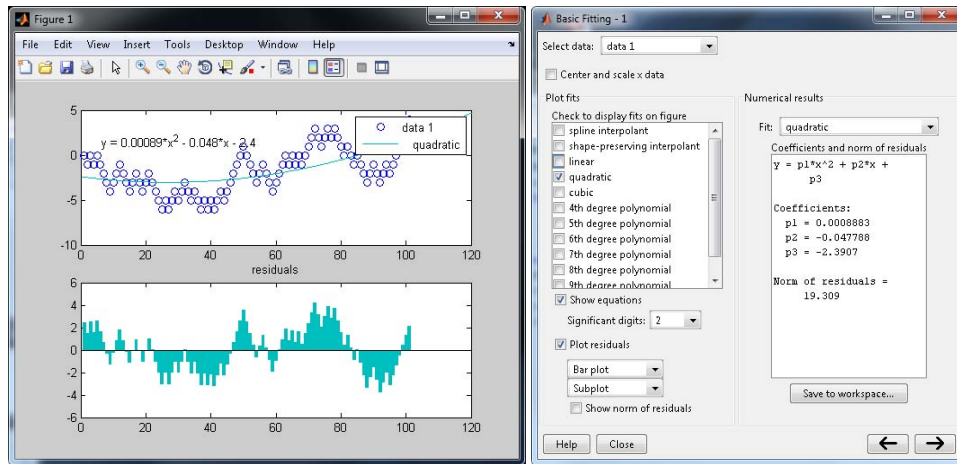 Figure 1
File Edit View Insert Tools Desktop Window Help
5
0
-5
-10
y = 0.00089*x² - 0.048*x - 2.4
data 1
quadratic
0 20 40 60 80 100 120
residuals
6
4
2
0
-2
-4
-6
0 20 40 60 80 100 120
Basic Fitting - 1
Select data: data 1
Center and scale x data
Plot fits
Check to display fits on figure
spline interpolant
shape-preserving interpolant
linear
quadratic
cubic
4th degree polynomial
5th degree polynomial
6th degree polynomial
7th degree polynomial
8th degree polynomial
9th degree polynomial
Show equations
Significant digits: 2
Plot residuals
Bar plot
Subplot
Show norm of residuals
Numerical results
Fit: quadratic
Coefficients and norm of residuals
y = p1*x^2 + p2*x +
p3
Coefficients:
p1 = 0.0008883
p2 = -0.047788
p3 = -2.3907
Norm of residuals =
19.309
Save to workspace...
Help Close